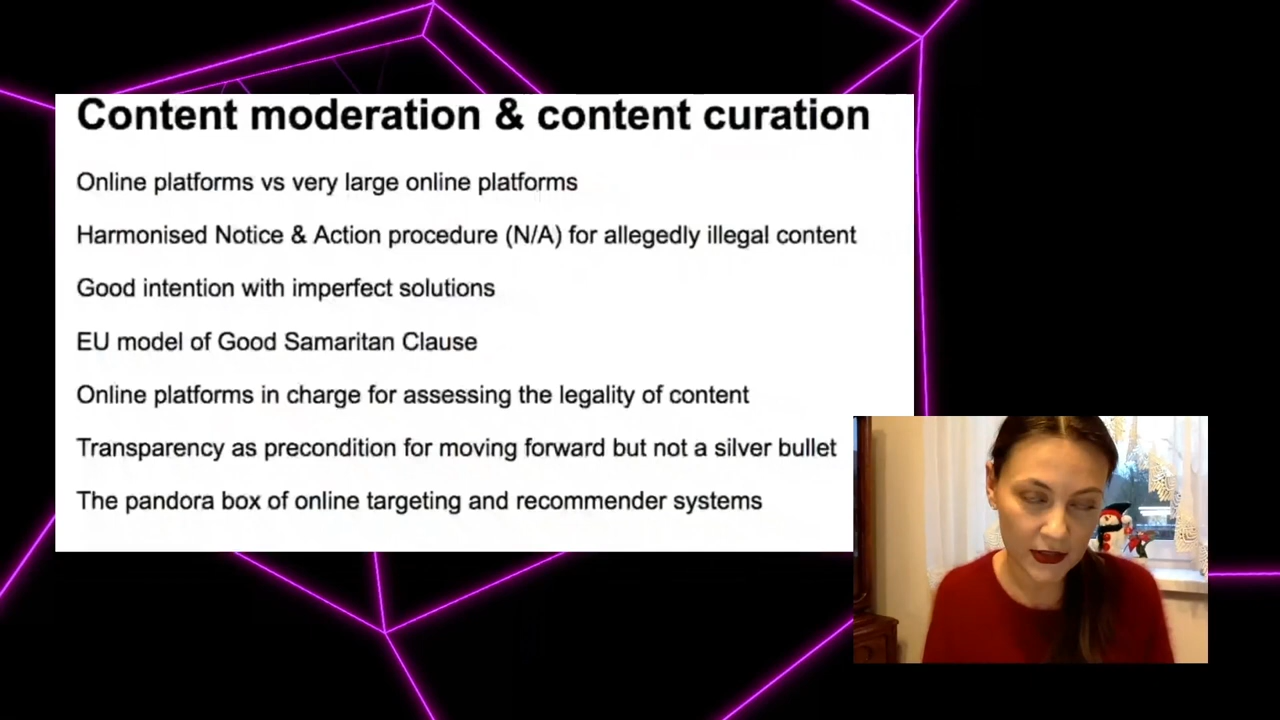 Content moderation & content curation
Online platforms vs very large online platforms
Harmonised Notice & Action procedure (N/A) for allegedly illegal content
Good intention with imperfect solutions
EU model of Good Samaritan Clause
Online platforms in charge for assessing the legality of content
Transparency as precondition for moving forward but not a silver bullet
The pandora box of online targeting and recommender systems